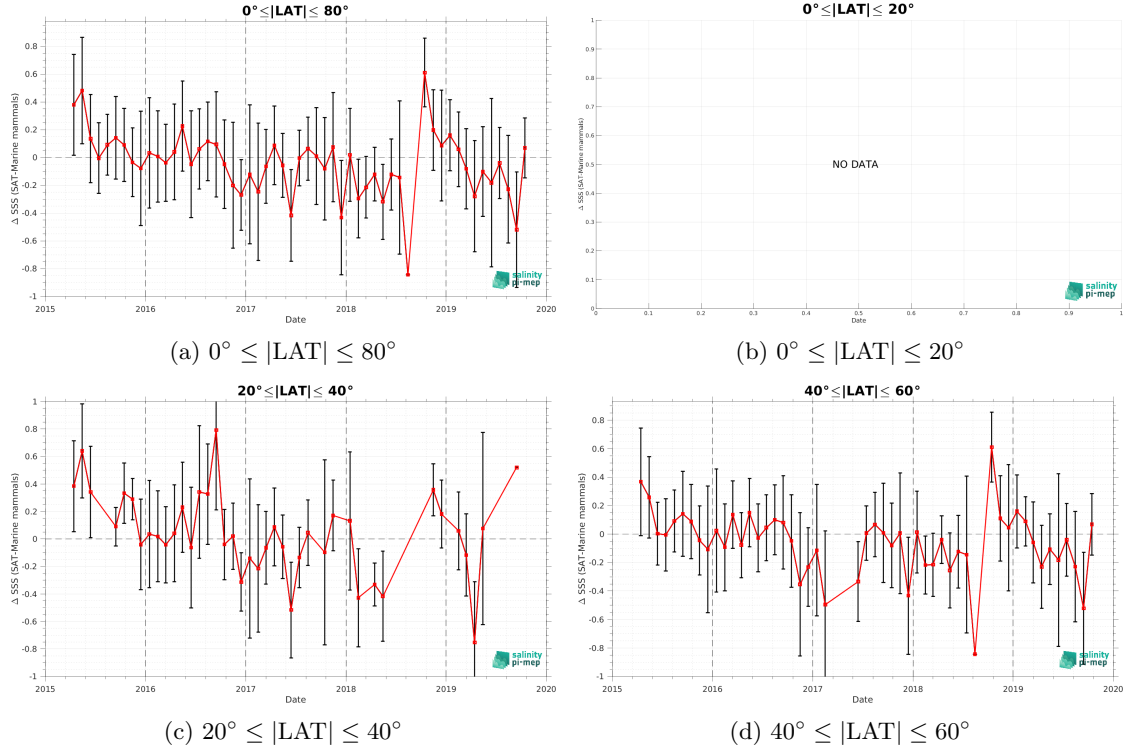 0°≤|LAT|≤ 80°
Δ SSS (SAT-Marine mammals)
0.8
0.6
0.4
0.2
0
-0.2
-0.4
-0.6
-0.8
-1
2015 2016 2017 2018 2019 2020
Date
salinity
pi-mep
(a) 0° ≤ |LAT| ≤ 80°
0°≤|LAT|≤ 20°
Δ SSS (SAT-Marine mammals)
1
0.9
0.8
0.7
0.6
0.5
0.4
0.3
0.2
0.1
0
NO DATA
0 0.1 0.2 0.3 0.4 0.5 0.6 0.7 0.8 0.9 1
Date
salinity
pi-mep
(b) 0° ≤ |LAT| ≤ 20°
20°≤|LAT|≤ 40°
Δ SSS (SAT-Marine mammals)
1
0.8
0.6
0.4
0.2
0
-0.2
-0.4
-0.6
-0.8
-1
2015 2016 2017 2018 2019 2020
Date
salinity
pi-mep
(c) 20° ≤ |LAT| ≤ 40°
40°≤|LAT|≤ 60°
Δ SSS (SAT-Marine mammals)
0.8
0.6
0.4
0.2
0
-0.2
-0.4
-0.6
-0.8
-1
2015 2016 2017 2018 2019 2020
Date
salinity
pi-mep
(d) 40° ≤ |LAT| ≤ 60°